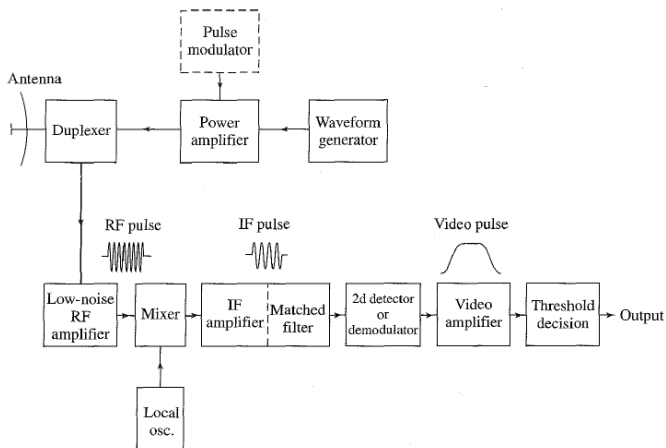 Pulse
modulator
Antenna
Duplexer
Power
amplifier
Waveform
generator
RF pulse
IF pulse
Video pulse
Low-noise
RF
amplifier
Mixer
IF
amplifier
Matched
filter
2d detector
or
demodulator
Video
amplifier
Threshold
decision
Output
Local
osc.